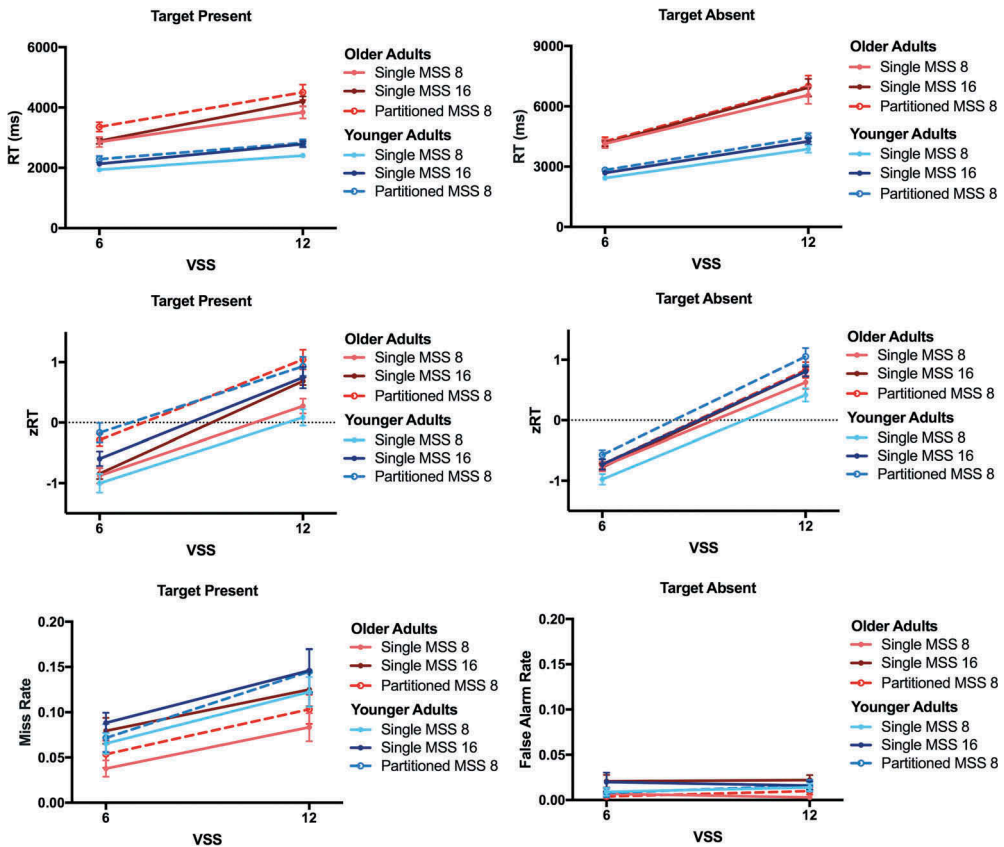 Target Present
6000
4000
2000
0
RT (ms)
6
12
VSS
Older Adults
Single MSS 8
Single MSS 16
Partitioned MSS 8
Younger Adults
Single MSS 8
Single MSS 16
Partitioned MSS 8
Target Absent
9000
6000
3000
0
RT (ms)
6
12
VSS
Older Adults
Single MSS 8
Single MSS 16
Partitioned MSS 8
Younger Adults
Single MSS 8
Single MSS 16
Partitioned MSS 8
Target Present
1
0
-1
zRT
6
12
VSS
Older Adults
Single MSS 8
Single MSS 16
Partitioned MSS 8
Younger Adults
Single MSS 8
Single MSS 16
Partitioned MSS 8
Target Absent
1
0
-1
zRT
6
12
VSS
Older Adults
Single MSS 8
Single MSS 16
Partitioned MSS 8
Younger Adults
Single MSS 8
Single MSS 16
Partitioned MSS 8
Target Present
0.20
0.15
0.10
0.05
0.00
Miss Rate
6
12
VSS
Older Adults
Single MSS 8
Single MSS 16
Partitioned MSS 8
Younger Adults
Single MSS 8
Single MSS 16
Partitioned MSS 8
Target Absent
0.20
0.15
0.10
0.05
0.00
False Alarm Rate
6
12
VSS
Older Adults
Single MSS 8
Single MSS 16
Partitioned MSS 8
Younger Adults
Single MSS 8
Single MSS 16
Partitioned MSS 8